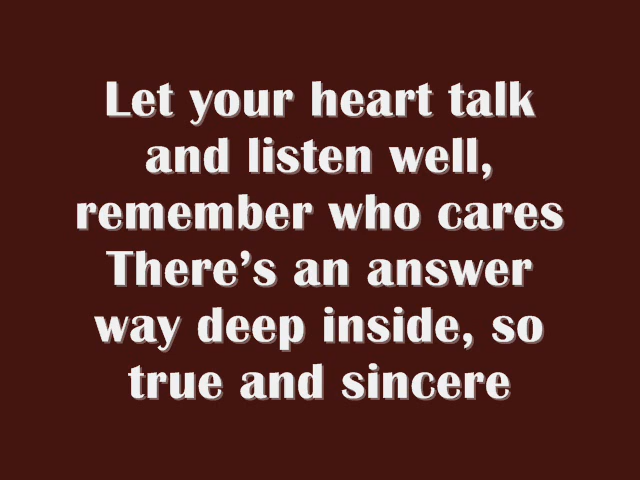 Let your heart talk
and listen well,
remember who cares
There’s an answer
way deep inside, so
true and sincere